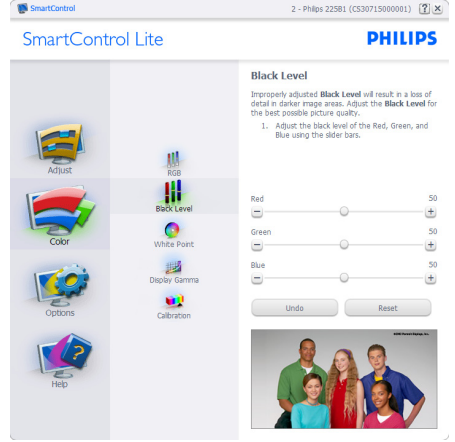 SmartControl
2 - Philips 225B1 (CS30715000001)
SmartControl Lite
PHILIPS
Adjust
Color
Options
Help
RGB
Black Level
White Point
Display Gamma
Calibration
Black Level
Improperly adjusted Black Level will result in a loss of
detail in darker image areas. Adjust the Black Level for
the best possible picture quality.
1. Adjust the black level of the Red, Green, and
Blue using the slider bars.
Red 50
Green 50
Blue 50
Undo Reset